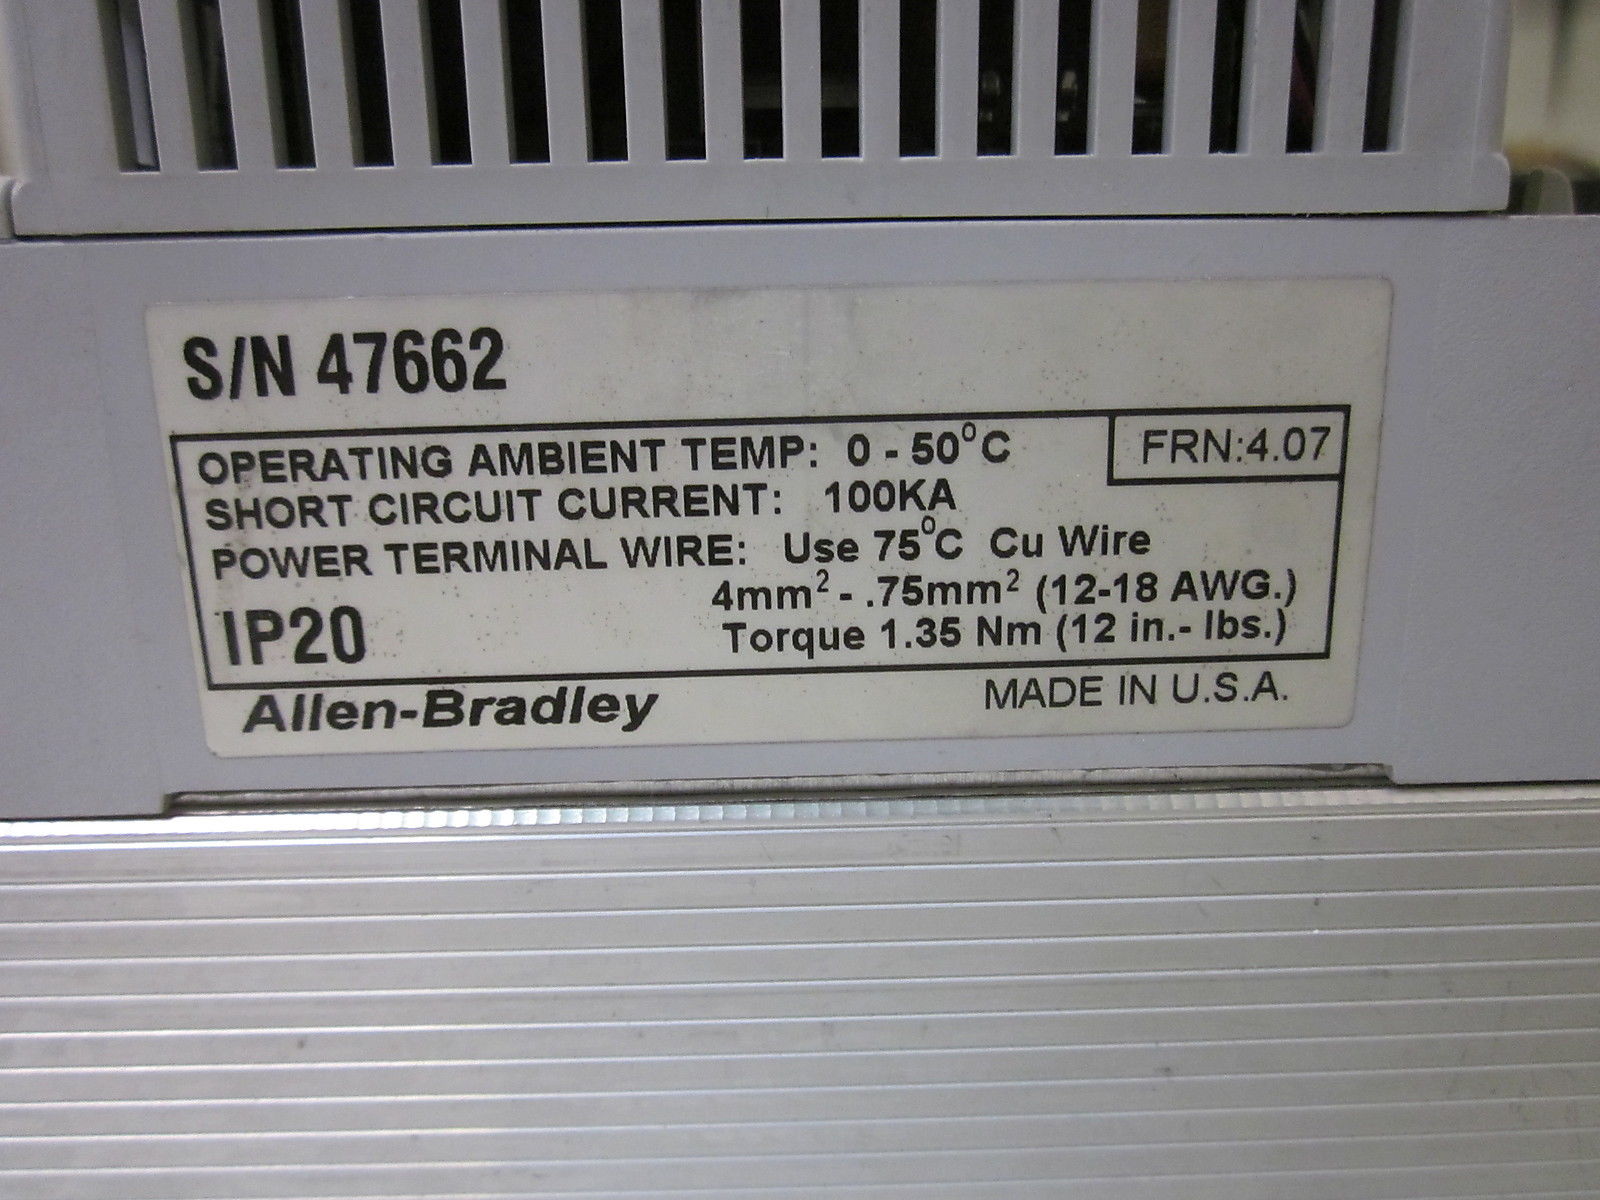 S/N 47662
OPERATING AMBIENT TEMP: 0 - 50°C
FRN:4.07
SHORT CIRCUIT CURRENT: 100KA
POWER TERMINAL WIRE: Use 75°C Cu Wire
4mm² - .75mm² (12-18 AWG.)
IP20 Torque 1.35 Nm (12 in.- lbs.)
Allen-Bradley MADE IN U.S.A.